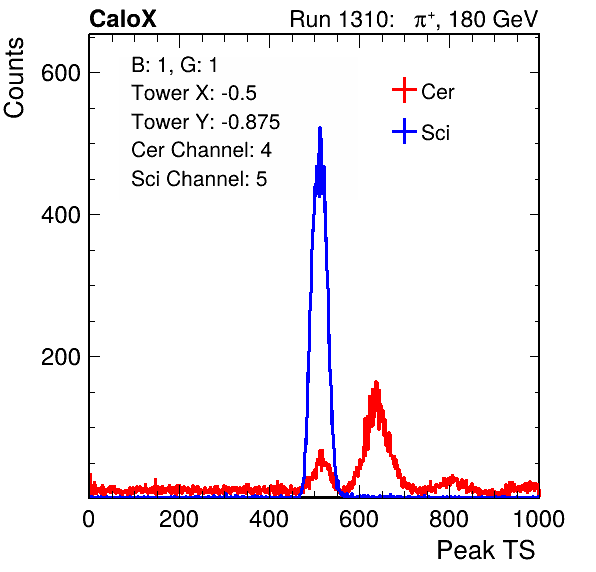 CaloX Run 1310: π⁺, 180 GeV
Counts
B: 1, G: 1
Tower X: -0.5
Tower Y: -0.875
Cer Channel: 4
Sci Channel: 5
Cer
Sci
600
400
200
0 200 400 600 800 1000
Peak TS